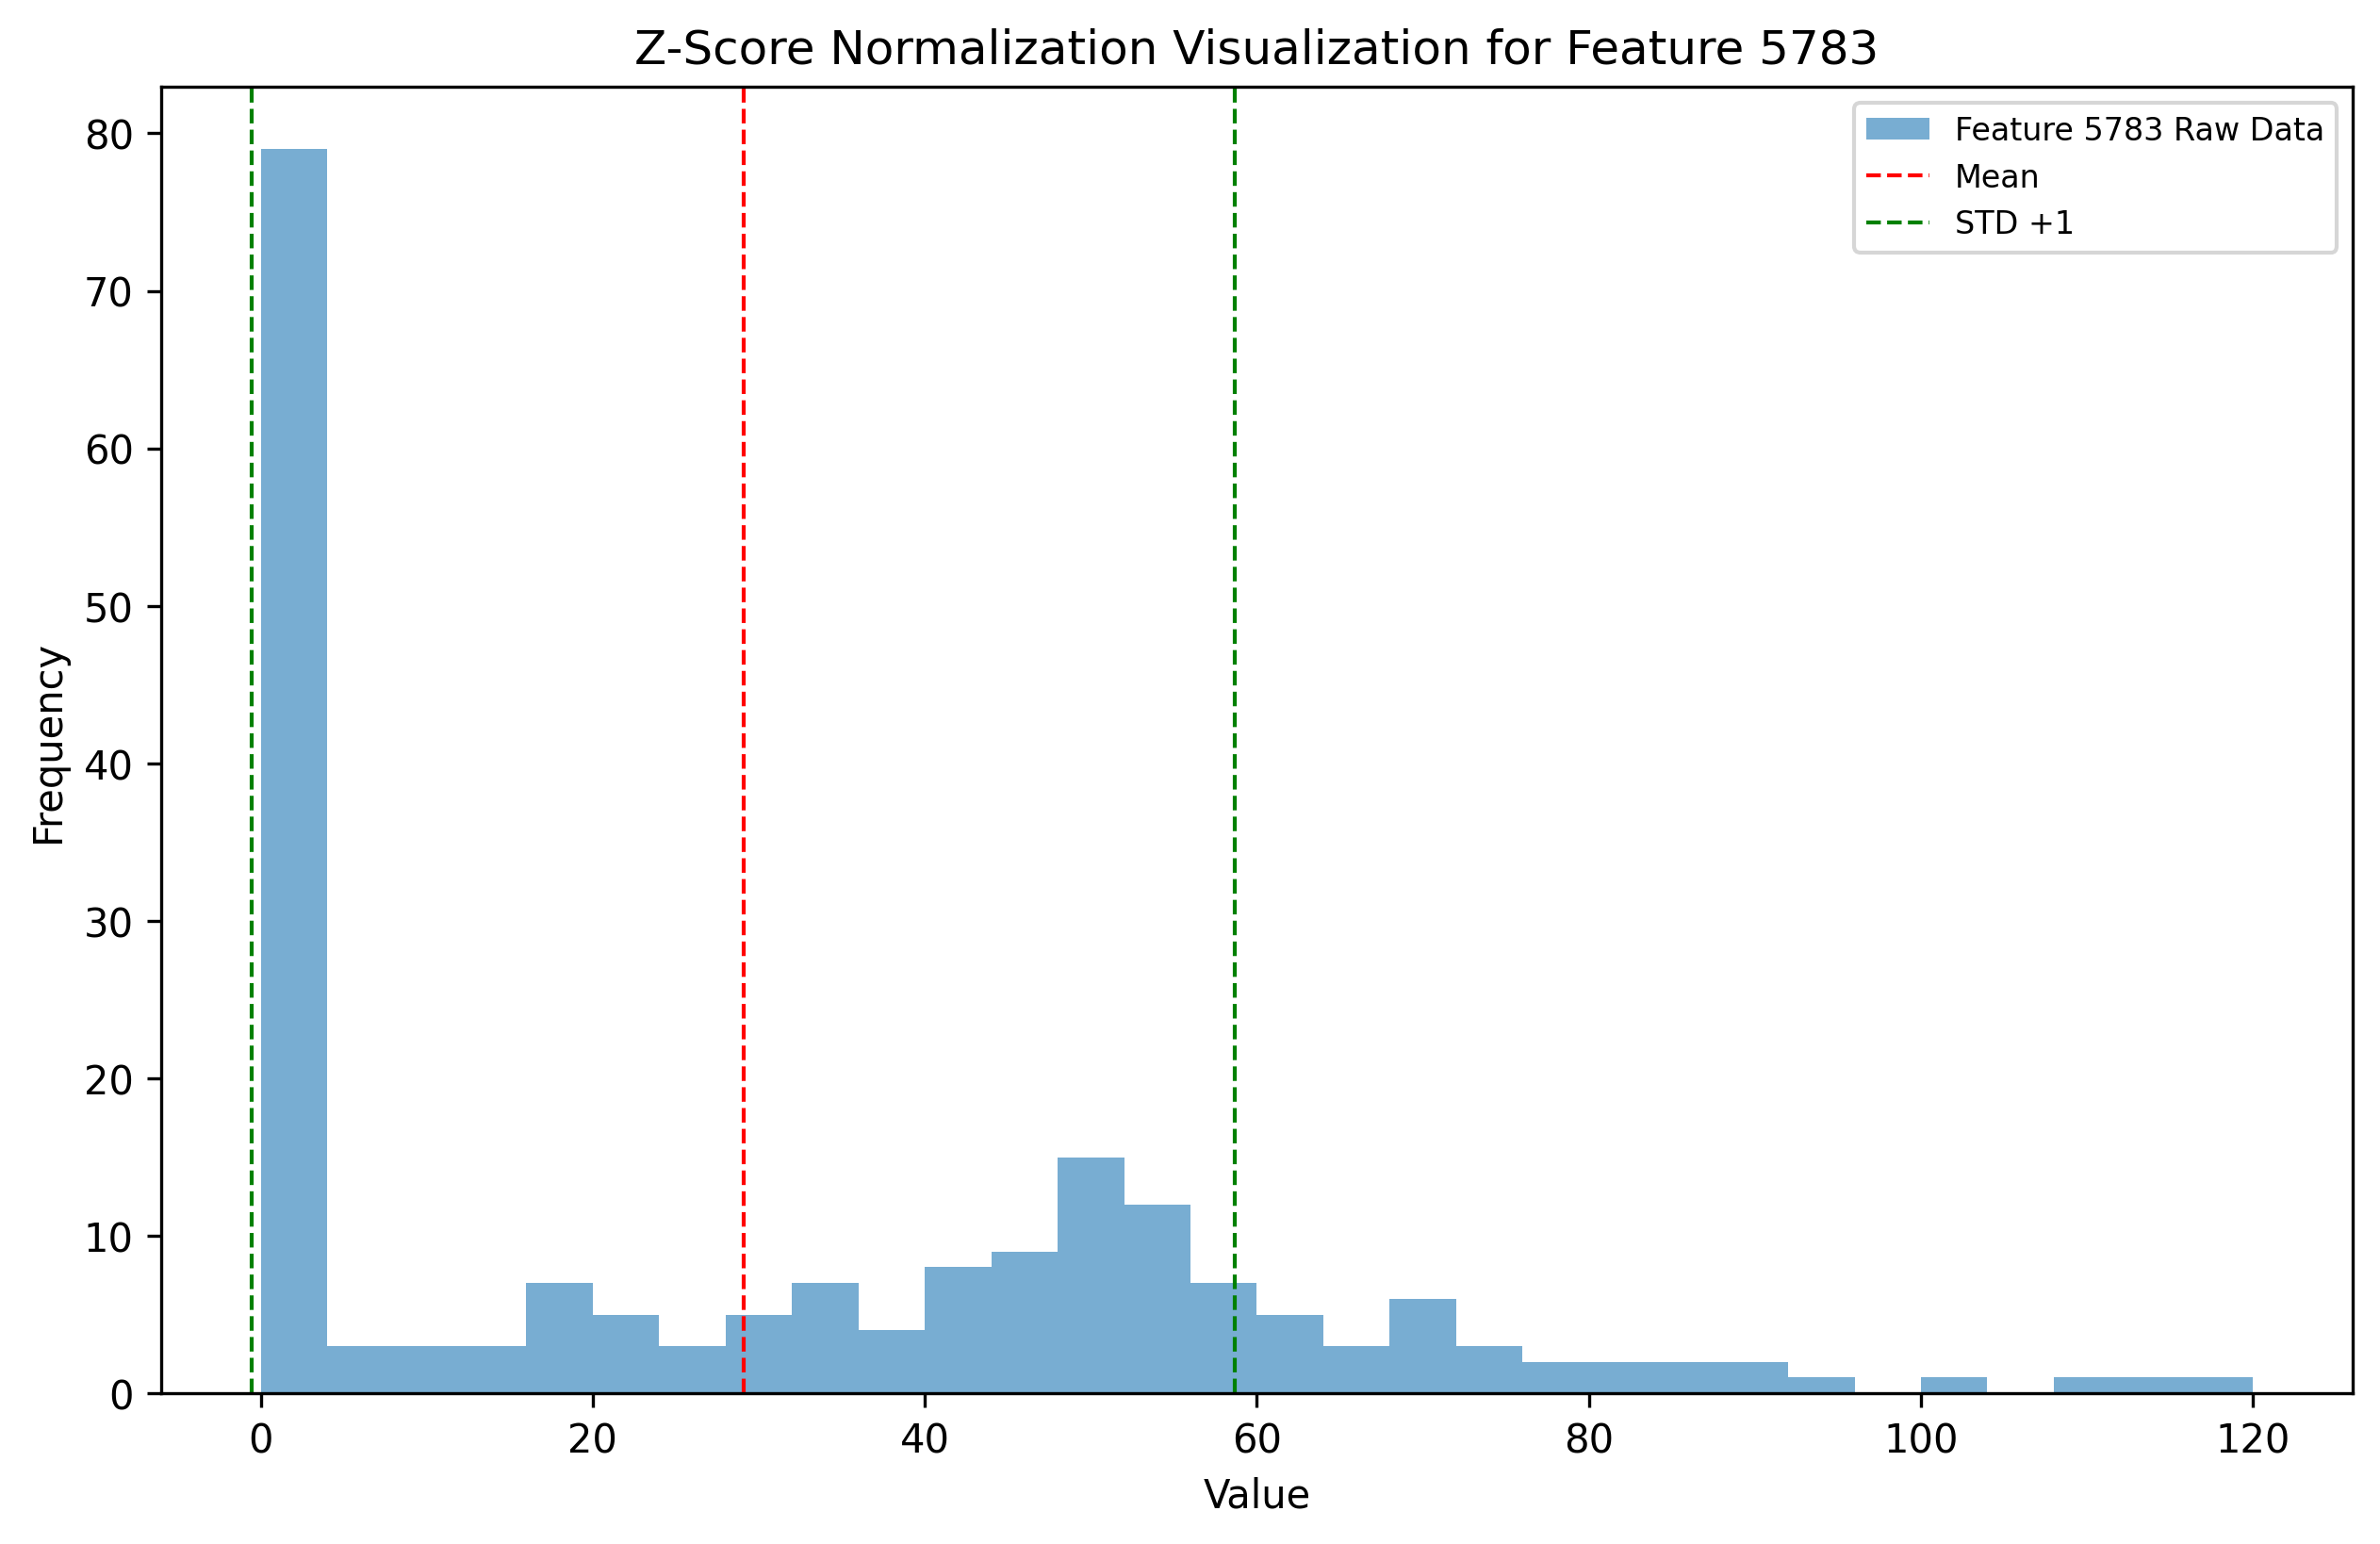 Z-Score Normalization Visualization for Feature 5783
Feature 5783 Raw Data
Mean
STD +1
80
70
60
50
40
30
20
10
0
Frequency
0 20 40 60 80 100 120
Value